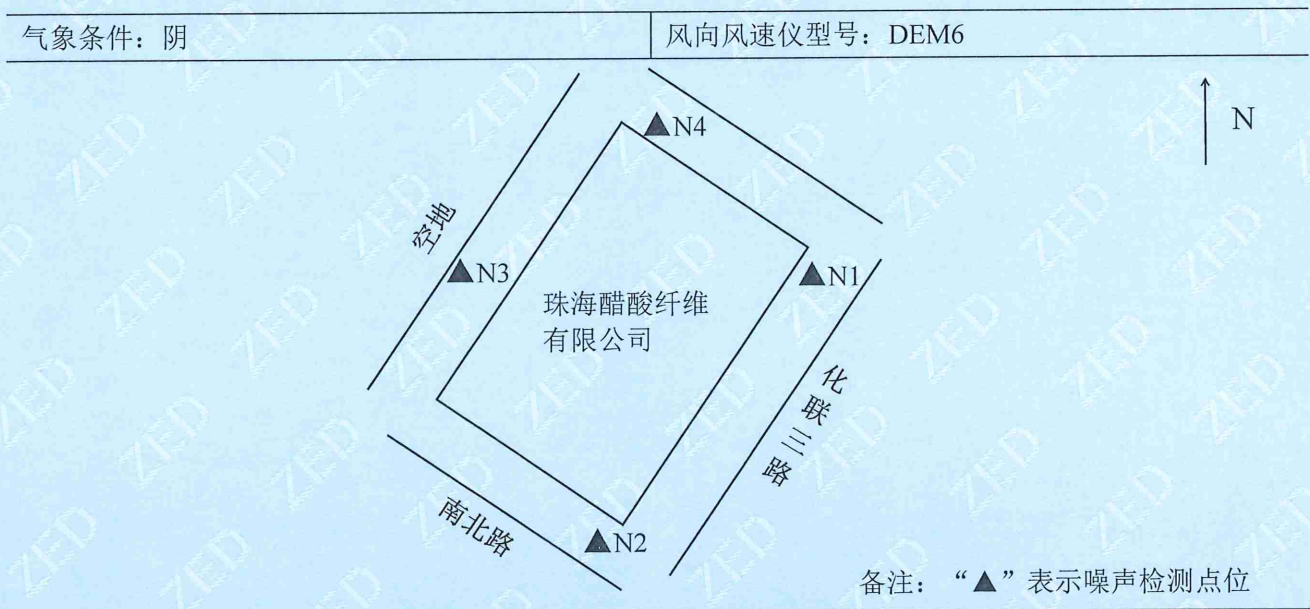 气象条件：阴
风向风速仪型号：DEM6
N
▲N4
空地
▲N3
▲N1
珠海醋酸纤维
有限公司
化联三路
南北路
▲N2
备注：“▲”表示噪声检测点位
ZED